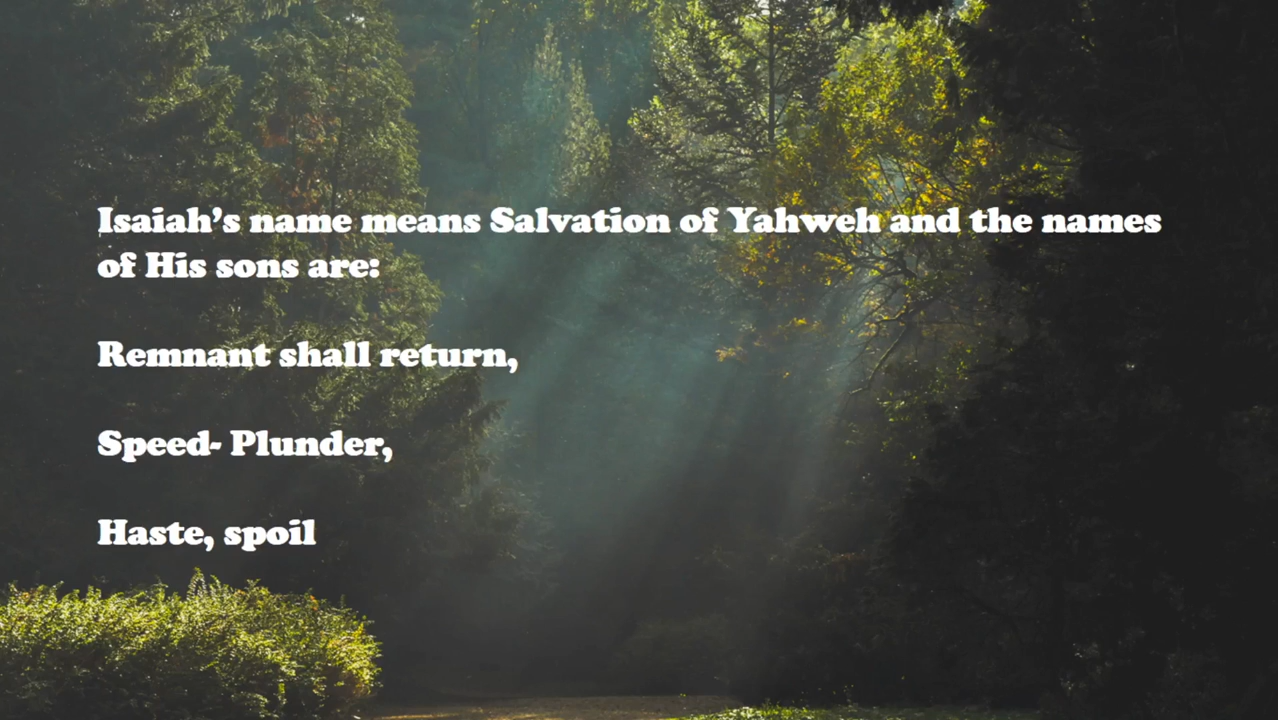 Isaiah’s name means Salvation of Yahweh and the names
of His sons are:
Remnant shall return,
Speed- Plunder,
Haste, spoil